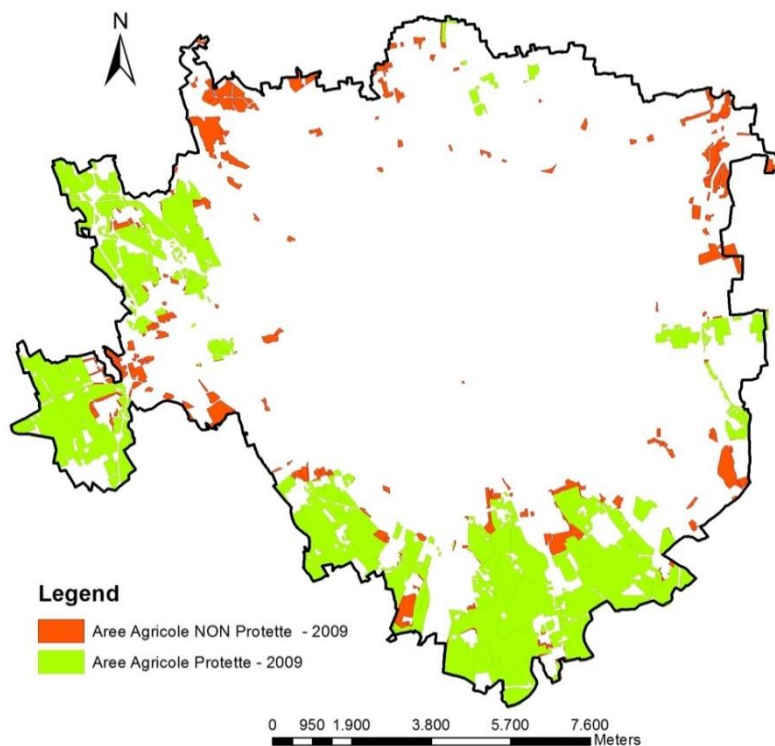 N
Legend
Aree Agricole NON Protette - 2009
Aree Agricole Protette - 2009
0 950 1.900 3.800 5.700 7.600
Meters